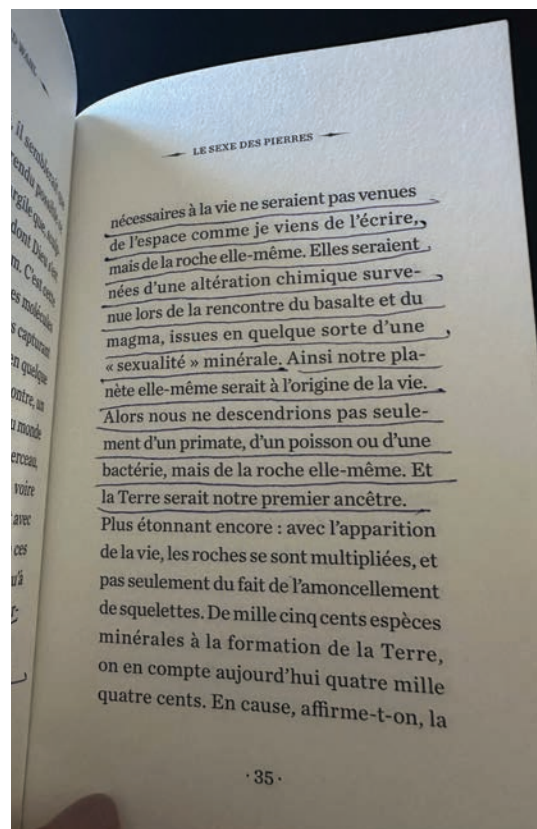 LE SEXE DES PIERRES
nécessaires à la vie ne seraient pas venues
de l'espace comme je viens de l'écrire,
mais de la roche elle-même. Elles seraient
nées d'une altération chimique surve-
nue lors de la rencontre du basalte et du
magma, issues en quelque sorte d'une
« sexualité » minérale. Ainsi notre pla-
nète elle-même serait à l'origine de la vie.
Alors nous ne descendrions pas seule-
ment d'un primate, d'un poisson ou d'une
bactérie, mais de la roche elle-même. Et
la Terre serait notre premier ancêtre.
Plus étonnant encore : avec l'apparition
de la vie, les roches se sont multipliées, et
pas seulement du fait de l'amoncellement
de squelettes. De mille cinq cents espèces
minérales à la formation de la Terre,
on en compte aujourd'hui quatre mille
quatre cents. En cause, affirme-t-on, la
· 35 ·